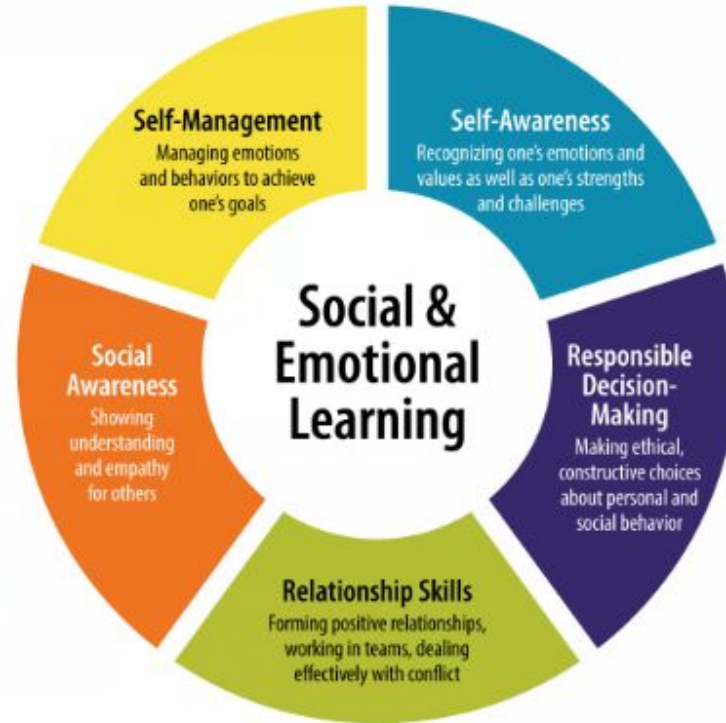 Self-Management
Managing emotions
and behaviors to achieve
one's goals
Self-Awareness
Recognizing one's emotions and
values as well as one's strengths
and challenges
Social &
Emotional
Learning
Social
Awareness
Showing
understanding
and empathy
for others
Responsible
Decision-
Making
Making ethical,
constructive choices
about personal and
social behavior
Relationship Skills
Forming positive relationships,
working in teams, dealing
effectively with conflict